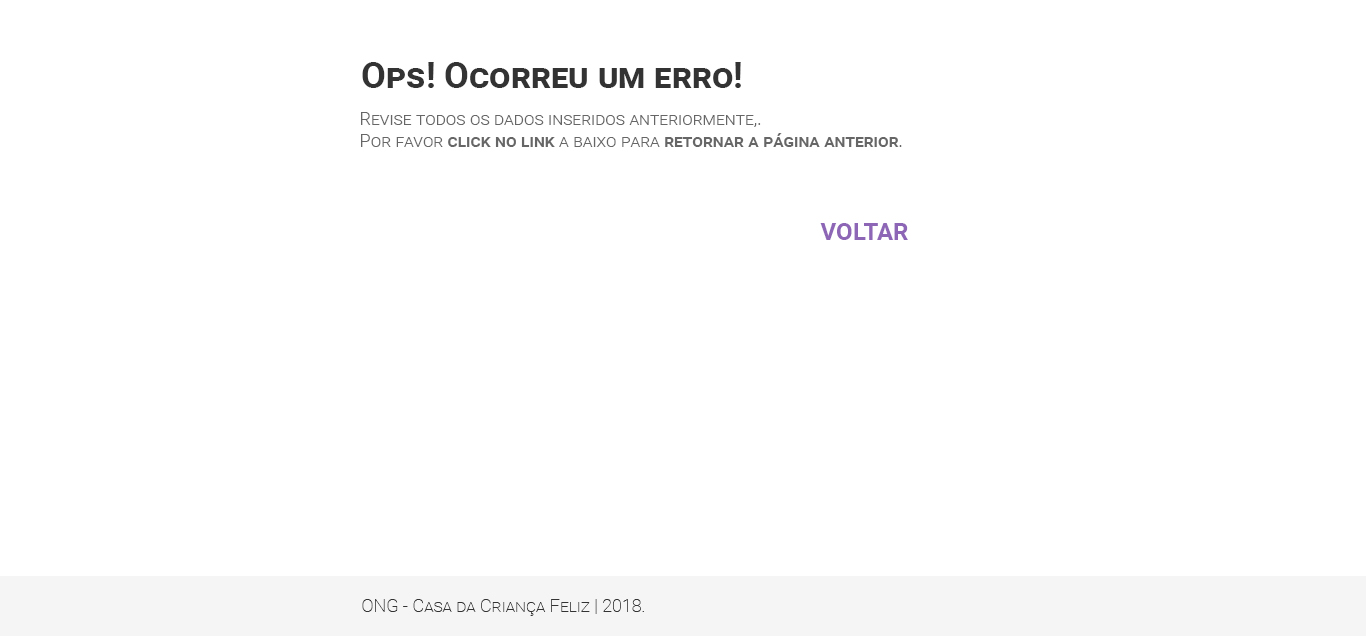 Ops! Ocorreu um erro!
Revise todos os dados inseridos anteriormente,.
Por favor click no link a baixo para retornar a página anterior.
VOLTAR
ONG - Casa da Criança Feliz | 2018.